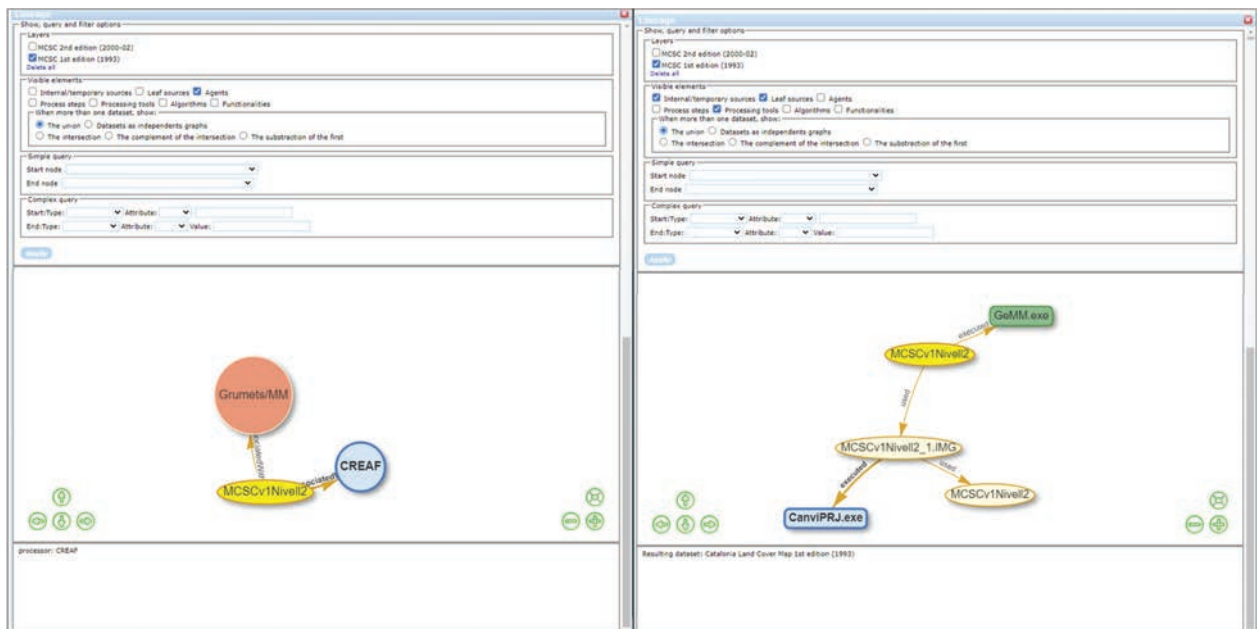 Lineage
Show, query and filter options
Layers
MCSC 2nd edition (2000-02)
MCSC 1st edition (1993)
Delete all
Visible elements
Internal/temporary sources Leaf sources Agents
Process steps Processing tools Algorithms Functionalities
When more than one dataset, show:
The union Datasets as independents graphs
The intersection The complement of the intersection The substraction of the first
Simple query
Start node
End node
Complex query
Start:Type: Attribute:
End:Type: Attribute: Value:
Apply
Grumets/MM
CREAF
MCSCv1Nivell2
processor: CREAF
Show, query and filter options
Layers
MCSC 2nd edition (2000-02)
MCSC 1st edition (1993)
Delete all
Visible elements
Internal/temporary sources Leaf sources Agents
Process steps Processing tools Algorithms Functionalities
When more than one dataset, show:
The union Datasets as independents graphs
The intersection The complement of the intersection The substraction of the first
Simple query
Start node
End node
Complex query
Start:Type: Attribute:
End:Type: Attribute: Value:
Apply
GeMM.exe
executed
MCSCv1Nivell2
used
MCSCv1Nivell2_1.IMG
executed
used
MCSCv1Nivell2
CanviPRJ.exe
Resulting dataset: Catalonia Land Cover Map 1st edition (1993)